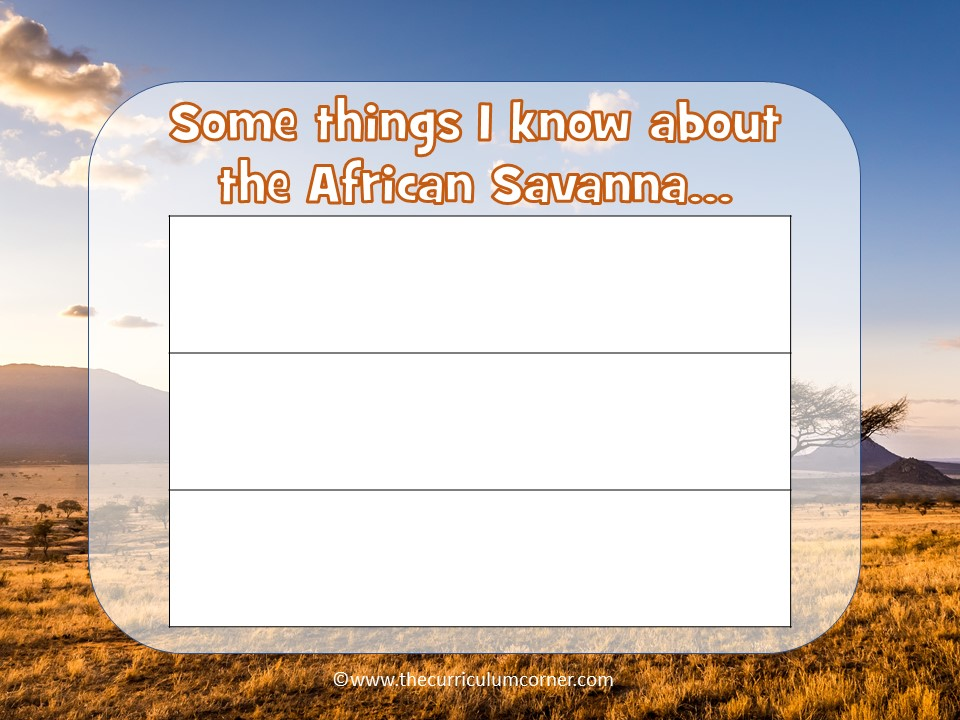 Some things I know about
the African Savanna...
©www.thecurriculumcorner.com